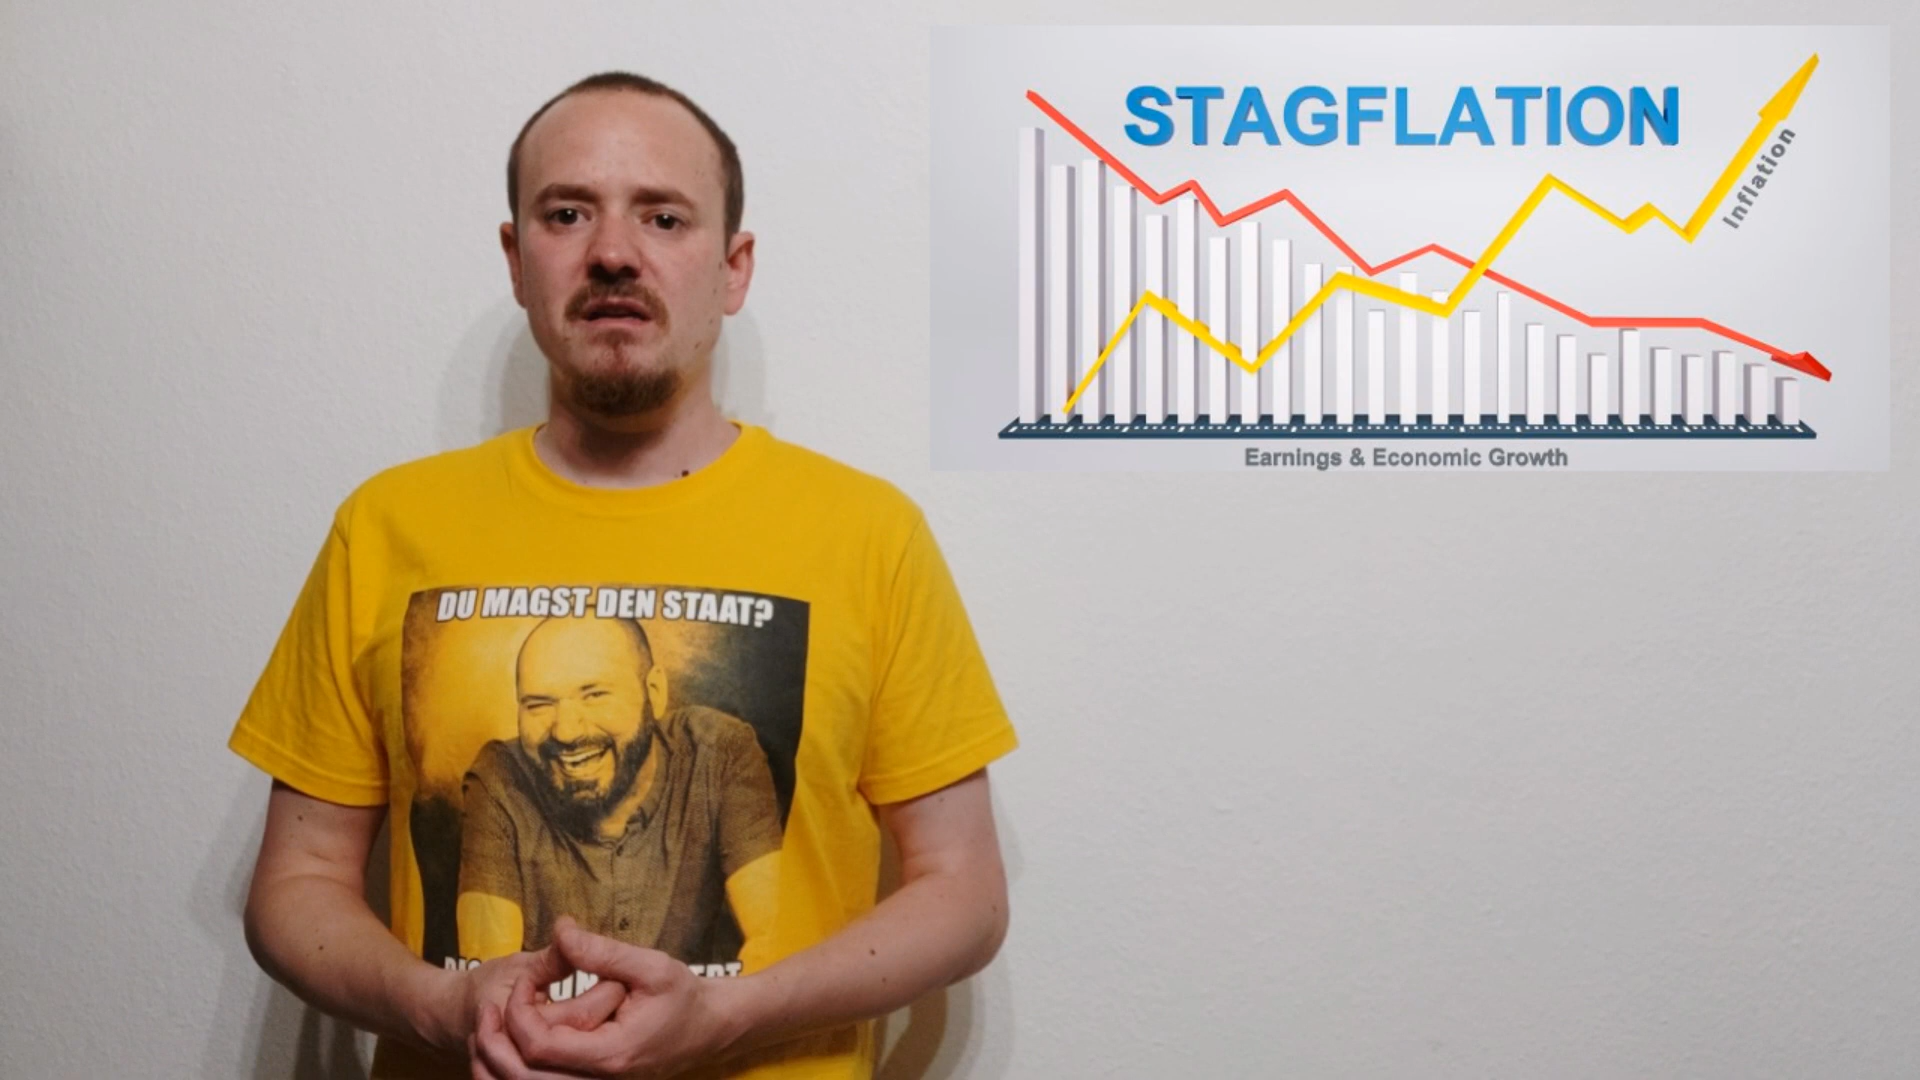 STAGFLATION
Inflation
Earnings & Economic Growth
DU MAGST DEN STAAT?